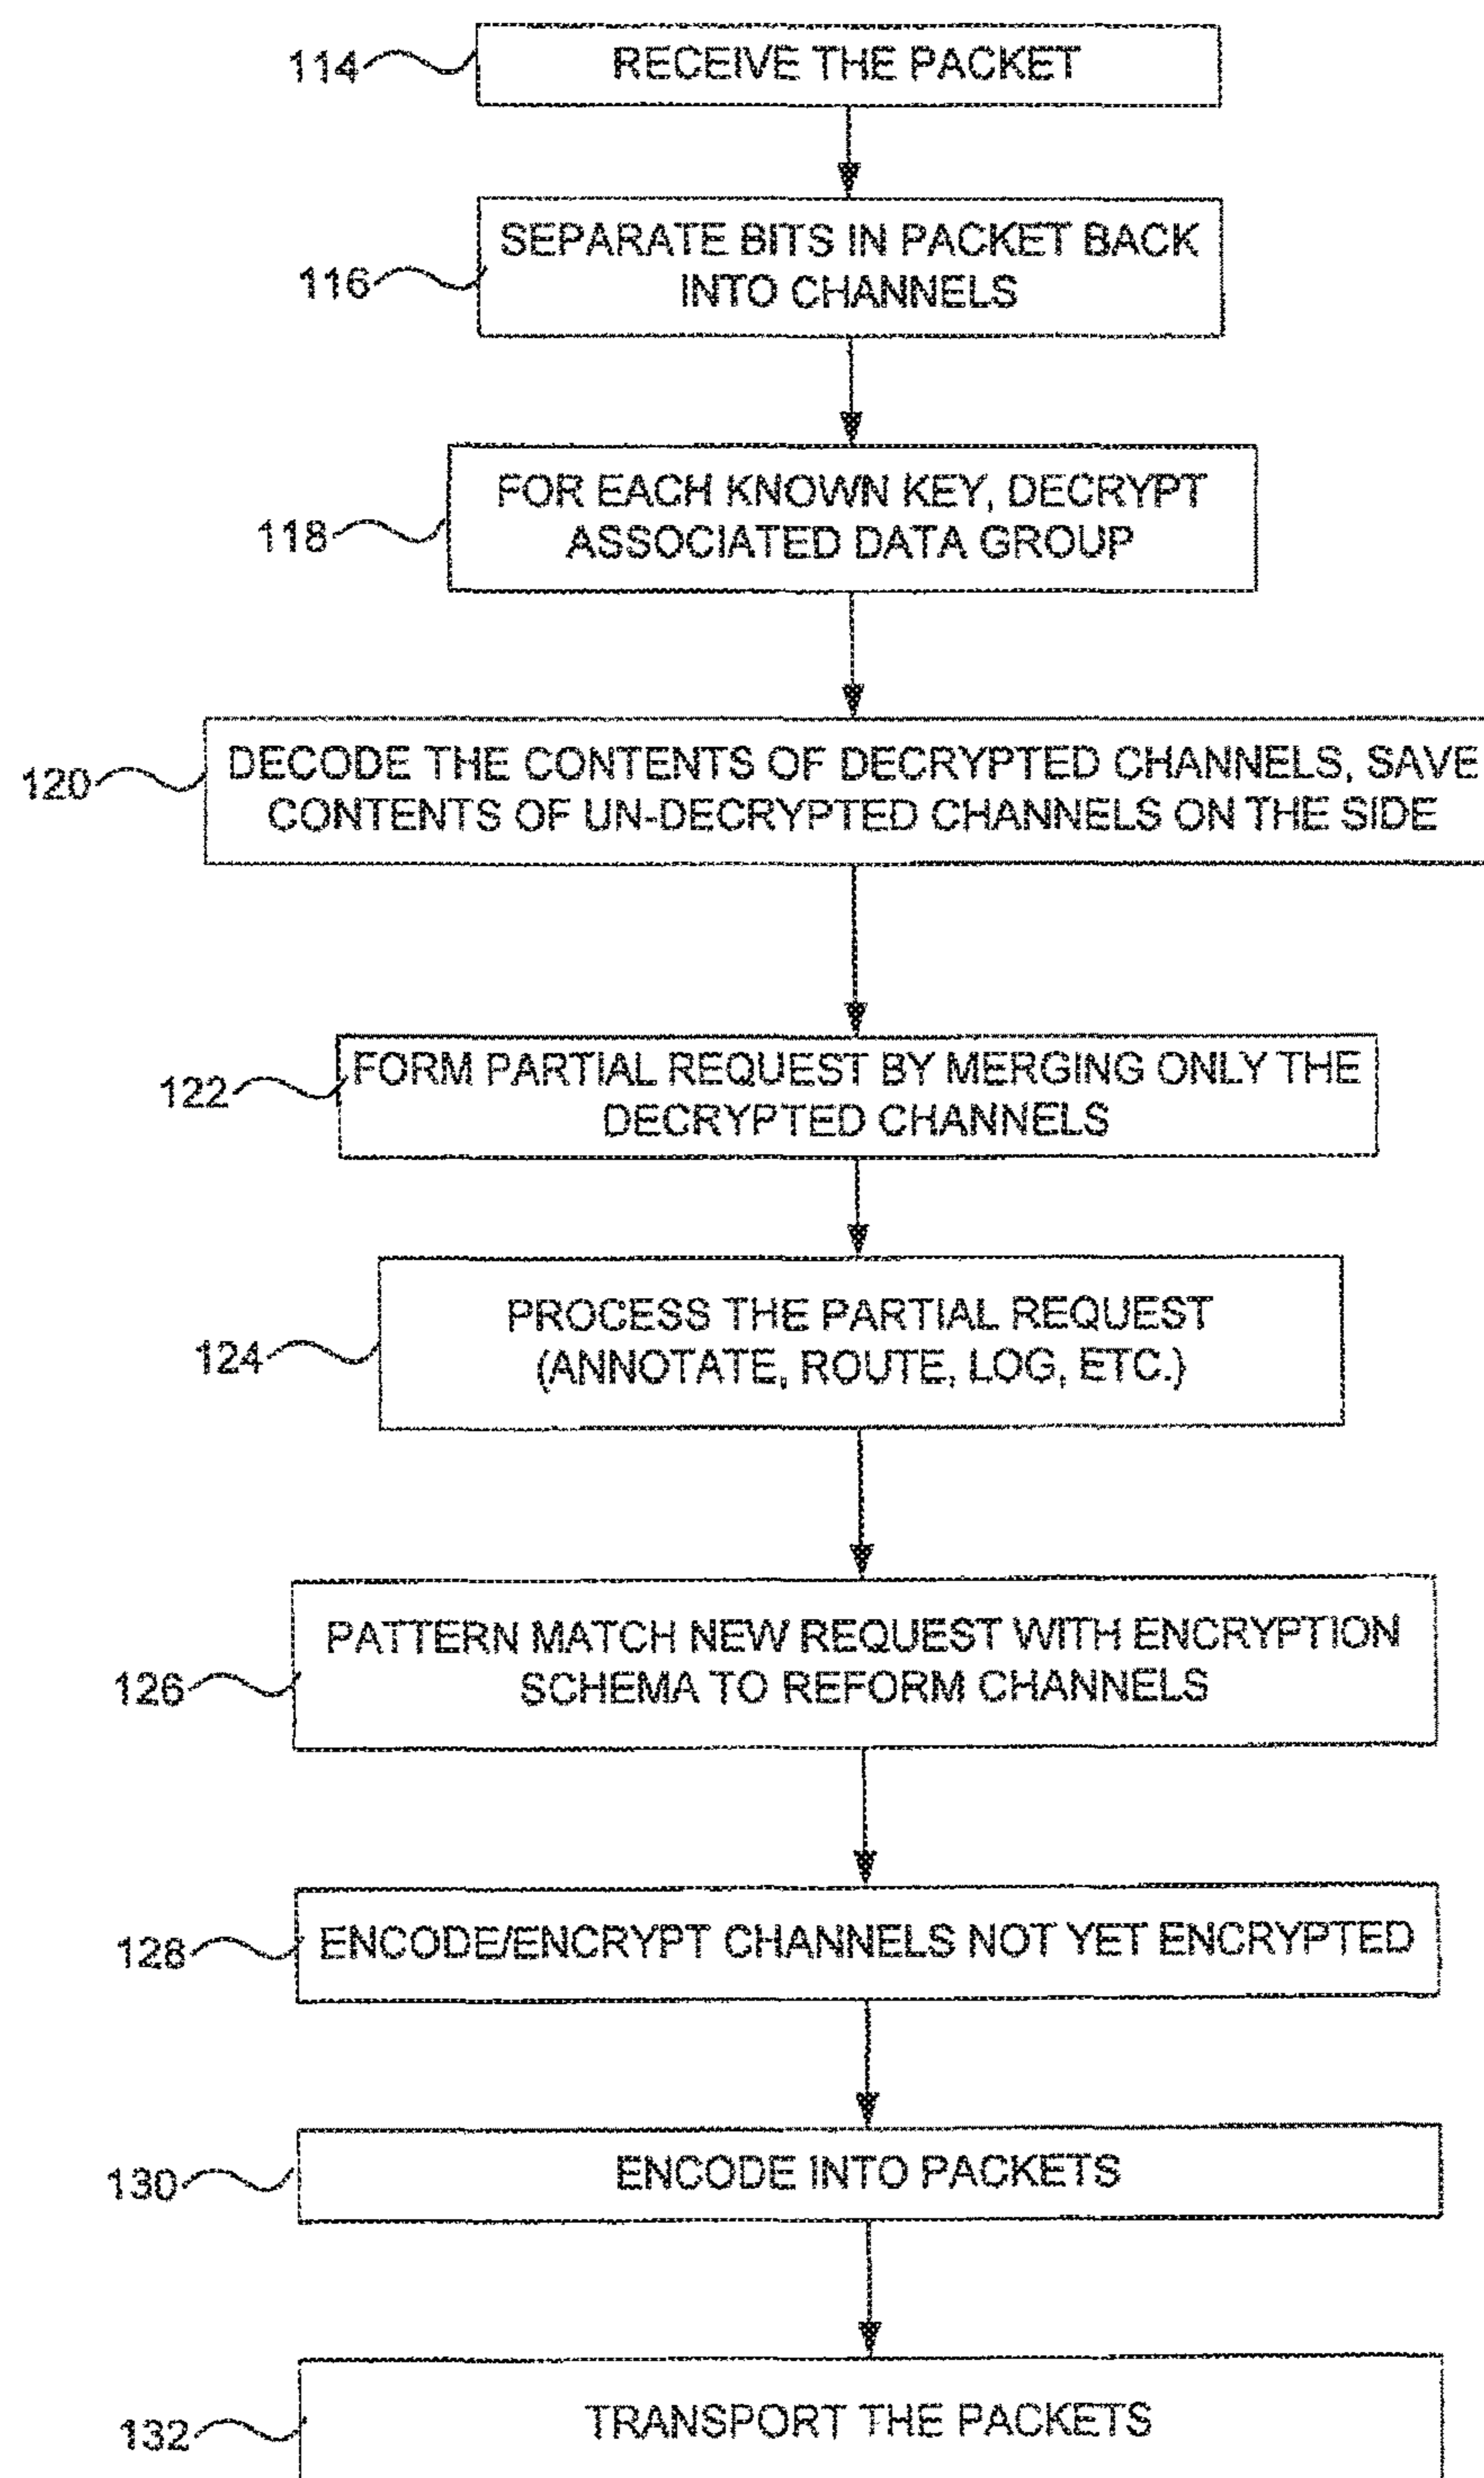 114
RECEIVE THE PACKET
116
SEPARATE BITS IN PACKET BACK
INTO CHANNELS
118
FOR EACH KNOWN KEY, DECRYPT
ASSOCIATED DATA GROUP
120
DECODE THE CONTENTS OF DECRYPTED CHANNELS, SAVE
CONTENTS OF UN-DECRYPTED CHANNELS ON THE SIDE
122
FORM PARTIAL REQUEST BY MERGING ONLY THE
DECRYPTED CHANNELS
124
PROCESS THE PARTIAL REQUEST
(ANNOTATE, ROUTE, LOG, ETC.)
126
PATTERN MATCH NEW REQUEST WITH ENCRYPTION
SCHEMA TO REFORM CHANNELS
128
ENCODE/ENCRYPT CHANNELS NOT YET ENCRYPTED
130
ENCODE INTO PACKETS
132
TRANSPORT THE PACKETS